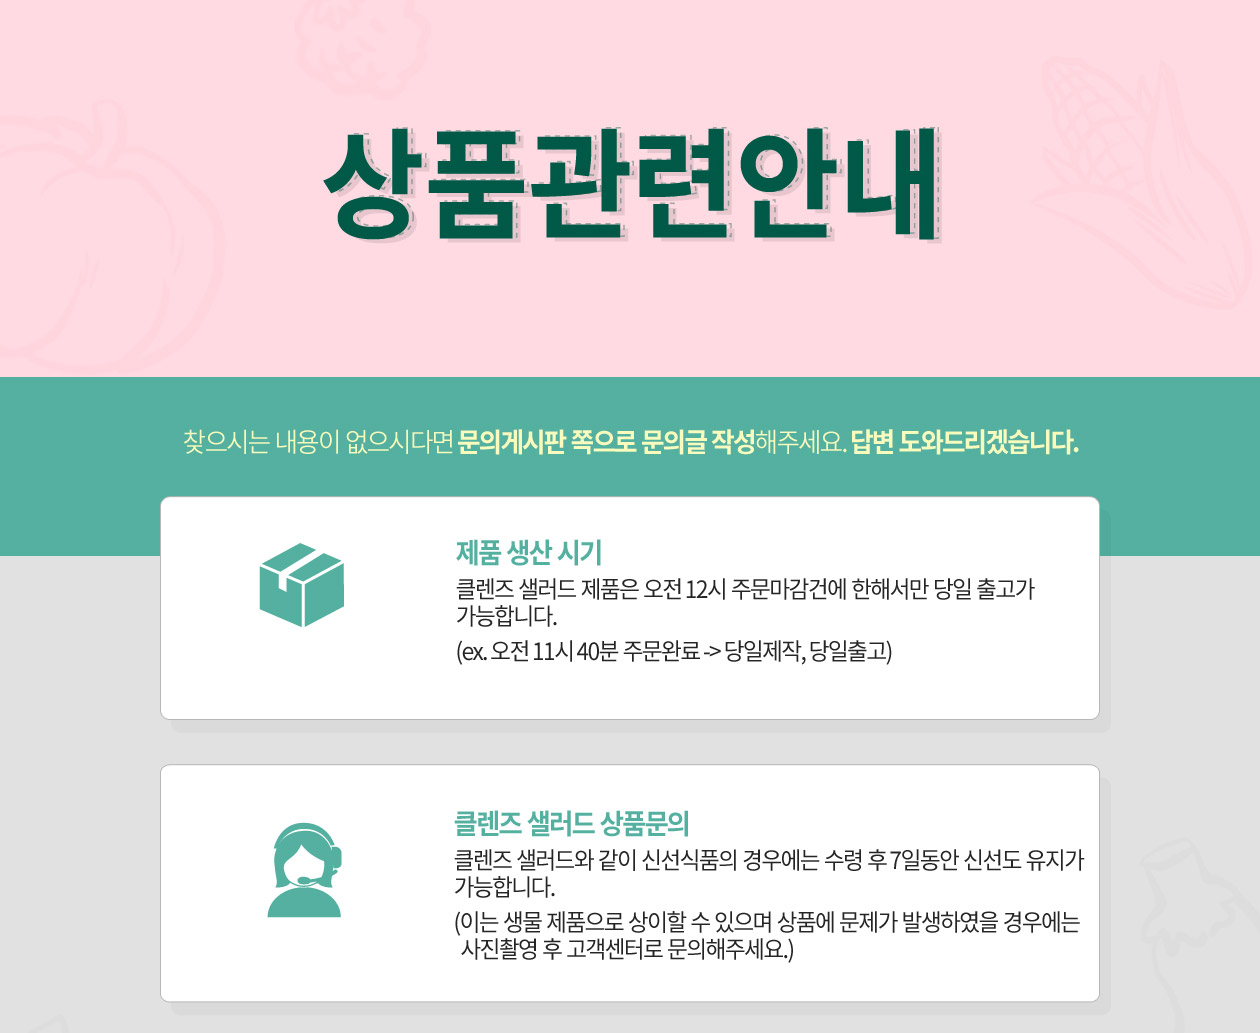 상품관련안내
찾으시는 내용이 없으시다면 문의게시판 쪽으로 문의글 작성해주세요. 답변 도와드리겠습니다.
제품 생산 시기
클렌즈 샐러드 제품은 오전 12시 주문마감건에 한해서만 당일 출고가
가능합니다.
(ex. 오전 11시 40분 주문완료 -> 당일제작, 당일출고)
클렌즈 샐러드 상품문의
클렌즈 샐러드와 같이 신선식품의 경우에는 수령 후 7일동안 신선도 유지가
가능합니다.
(이는 생물 제품으로 상이할 수 있으며 상품에 문제가 발생하였을 경우에는
사진촬영 후 고객센터로 문의해주세요.)